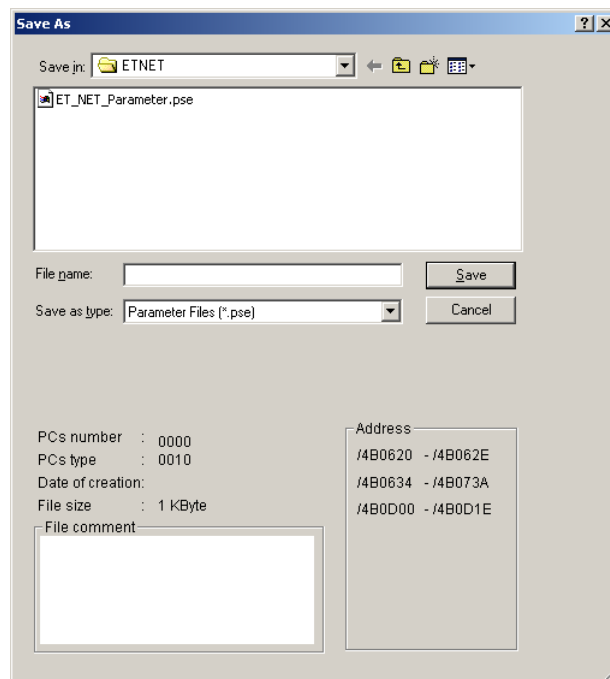 Save As
Save in: ETNET
ET_NET_Parameter.pse
File name:
Save
Save as type: Parameter Files (*.pse)
Cancel
PCs number : 0000
PCs type : 0010
Date of creation:
File size : 1 KByte
File comment
Address
/4B0620 - /4B062E
/4B0634 - /4B073A
/4B0D00 - /4B0D1E